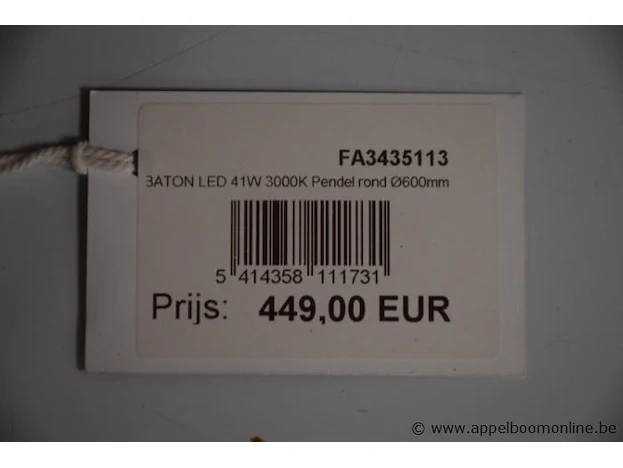 FA3435113
BATON LED 41W 3000K Pendel rond Ø600mm
5 414358 111731
Prijs: 449,00 EUR
© www.appelboomonline.be